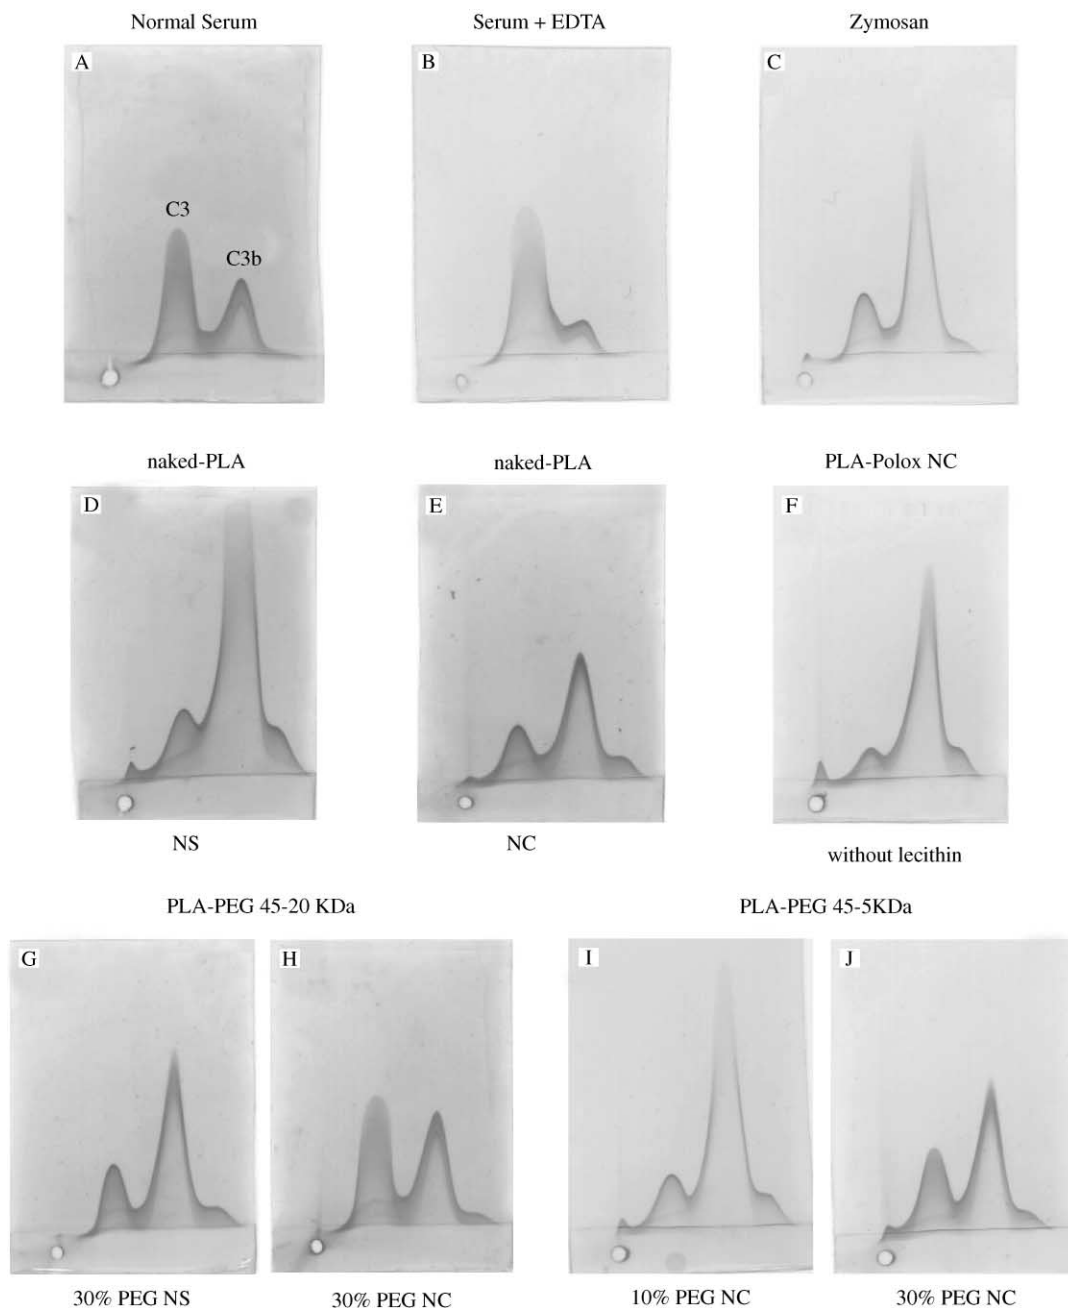 Normal Serum
Serum + EDTA
Zymosan
A
B
C
C3
C3b
naked-PLA
naked-PLA
PLA-Polox NC
D
E
F
NS
NC
without lecithin
PLA-PEG 45-20 KDa
PLA-PEG 45-5KDa
G
H
I
J
30% PEG NS
30% PEG NC
10% PEG NC
30% PEG NC